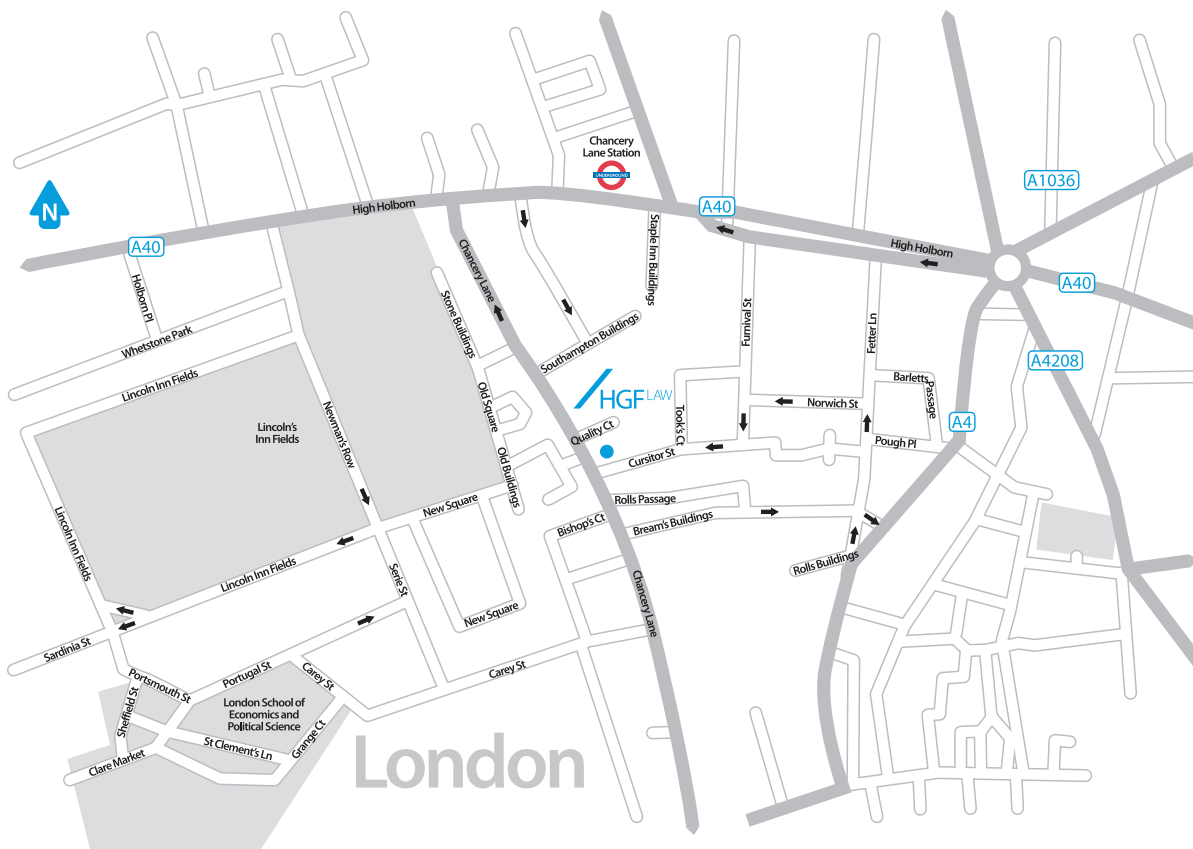 Chancery
Lane Station
UNDERGROUND
A1036
N
High Holborn
A40
A40
High Holborn
A40
Holborn Pl
Chancery Lane
Staple Inn Buildings
Stone Buildings
Furnival St
Fetter Ln
Whetstone Park
Southampton Buildings
A4208
Lincoln Inn Fields
HGF LAW
Barletts
Passage
Norwich St
A4
Lincoln's
Inn Fields
Newman's Row
Old Square
Took's Ct
Quality Ct
Pough Pl
Cursitor St
Old Buildings
New Square
Rolls Passage
Bishop's Ct
Bream's Buildings
Lincoln Inn Fields
Lincoln Inn Fields
Serle St
Rolls Buildings
New Square
Chancery Lane
Sardinia St
Portugal St
Carey St
Carey St
Portsmouth St
Sheffield St
London School of
Economics and
Political Science
St Clement's Ln
Grange Ct
Clare Market
London